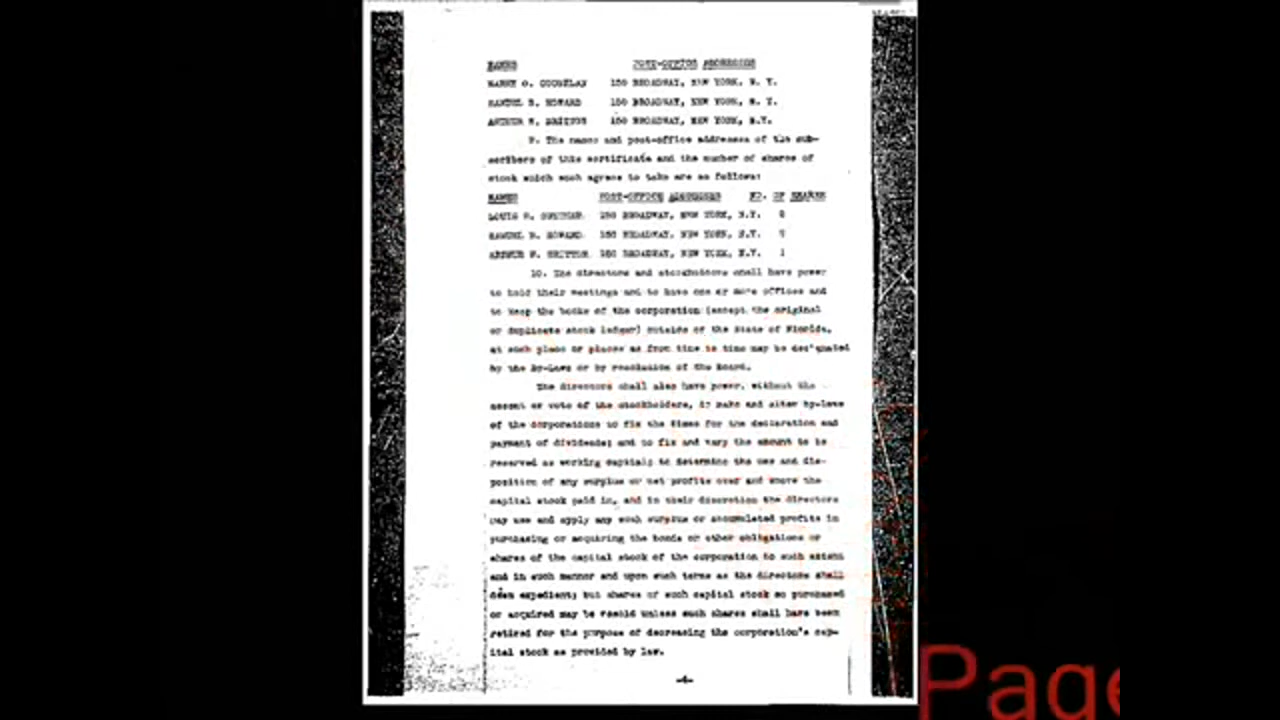 NAMES POST-OFFICE ADDRESSES
HARRY O. 150 BROADWAY, NEW YORK, N. Y.
SAMUEL B. HOWARD 150 BROADWAY, NEW YORK, N. Y.
ARTHUR W. BRITTON 150 BROADWAY, NEW YORK, N.Y.
9. The names and post-office addresses of the sub-
scribers of this certificate and the number of shares of
stock which each agrees to take are as follows:
NAMES POST-OFFICE ADDRESSES NO. OF SHARES
LOUIS 150 BROADWAY, NEW YORK, N.Y.
SAMUEL B. HOWARD 150 BROADWAY, NEW YORK, N.Y.
ARTHUR W. BRITTON 150 BROADWAY, NEW YORK, N.Y. 1
10. The directors and stockholders shall have power
to hold their meetings and to have one or more offices and
to keep the books of the corporation (except the original
or duplicate stock ledger) outside of the State of Florida,
at such place or places as from time to time may be designated
by the By-Laws or by resolution of the Board.
The directors shall also have power, without the
assent or vote of the stockholders, to make and alter by-laws
of the corporation; to fix the times for the declaration and
payment of dividends; and to fix and vary the amount to be
reserved as working capital; to determine the use and dis-
position of any surplus or net profits over and above the
capital stock paid in, and in their discretion the directors
may use and apply any such surplus or accumulated profits in
purchasing or acquiring the bonds or other obligations or
shares of the capital stock of the corporation to such extent
and in such manner and upon such terms as the directors shall
deem expedient; but shares of such capital stock so purchased
or acquired may be resold unless such shares shall have been
retired for the purpose of decreasing the corporation's cap-
ital stock as provided by law.
-4-
Page